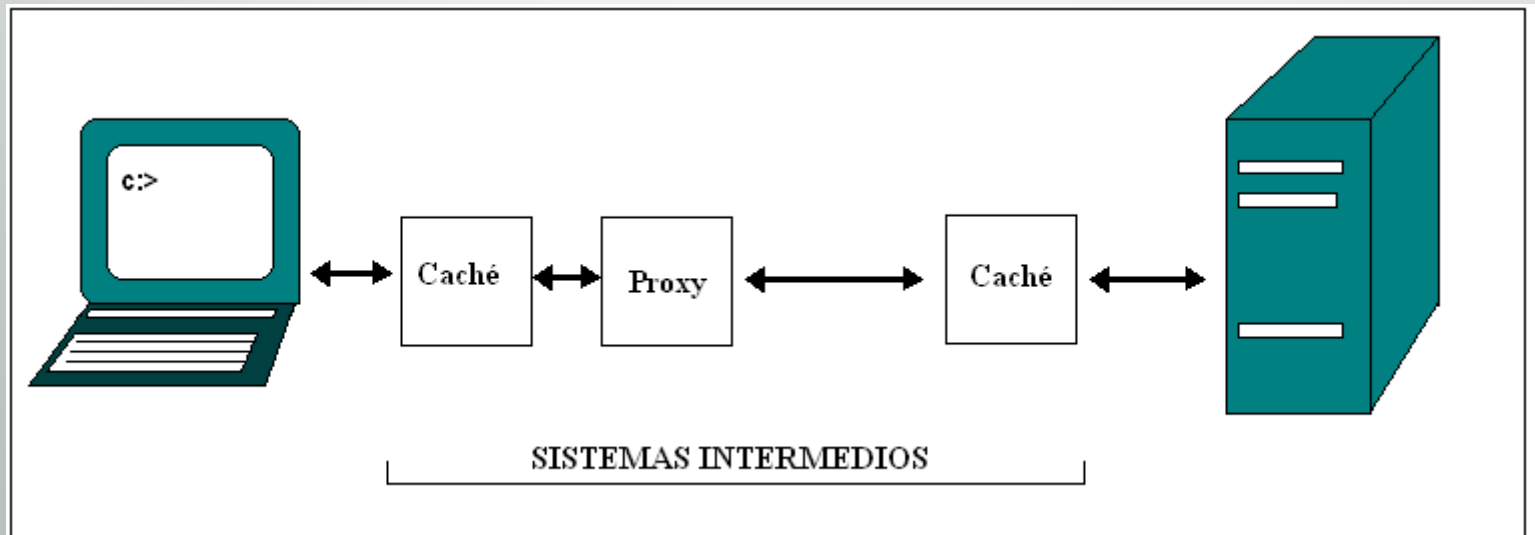 c:>
Caché
Proxy
Caché
SISTEMAS INTERMEDIOS